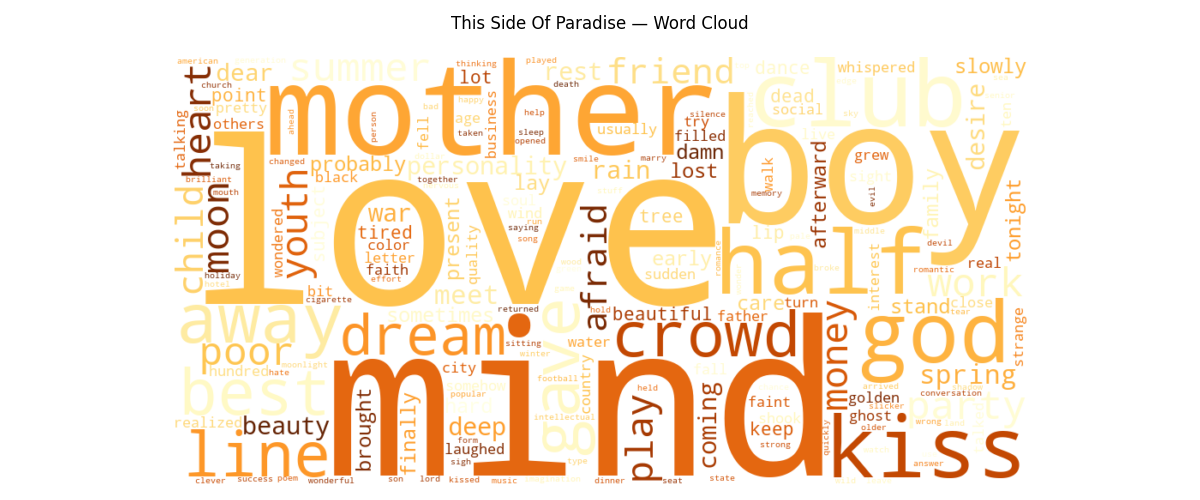 This Side Of Paradise — Word Cloud
american
church
dear
summer
thinking
lot
played
death
rest
friend
dance
whispered
slowly
point
pretty
others
talking
heart
mother
ahead
person
bad
fell
happy
age
taken
business
help
sleep
opened
usually
silence
try
filled
damn
lost
club
dead
social
sky
desire
boy
love
changed
probably
black
personality
together
smile
marry
rain
lay
wind
taking
brilliant
mouth
moon
youth
wondered
child
holiday
hotel
war
tired
color
letter
faith
effort
present
quality
run
saying
song
tree
early
sudden
afraid
romance
lip
walk
memory
afterward
grew
evil
sight
family
middle
devil
romantic
real
tonight
half
interest
work
bit
cigarette
meet
sometimes
returned
hold
beautiful
father
care
turn
stand
close
tear
strange
away
dream
sitting
water
crowd
money
god
poor
hundred
hate
moonlight
city
winter
gave
country
football
spring
arrived
conversation
best
mind
somehow
popular
intellectual
held
play
coming
faint
keep
strong
golden
ghost
slicker
older
party
wrong
realized
beauty
brought
finally
deep
laughed
form
sigh
type
quickly
kiss
answer
line
clever
success
poem
wonderful
son
lord
kissed
music
dinner
seat
state